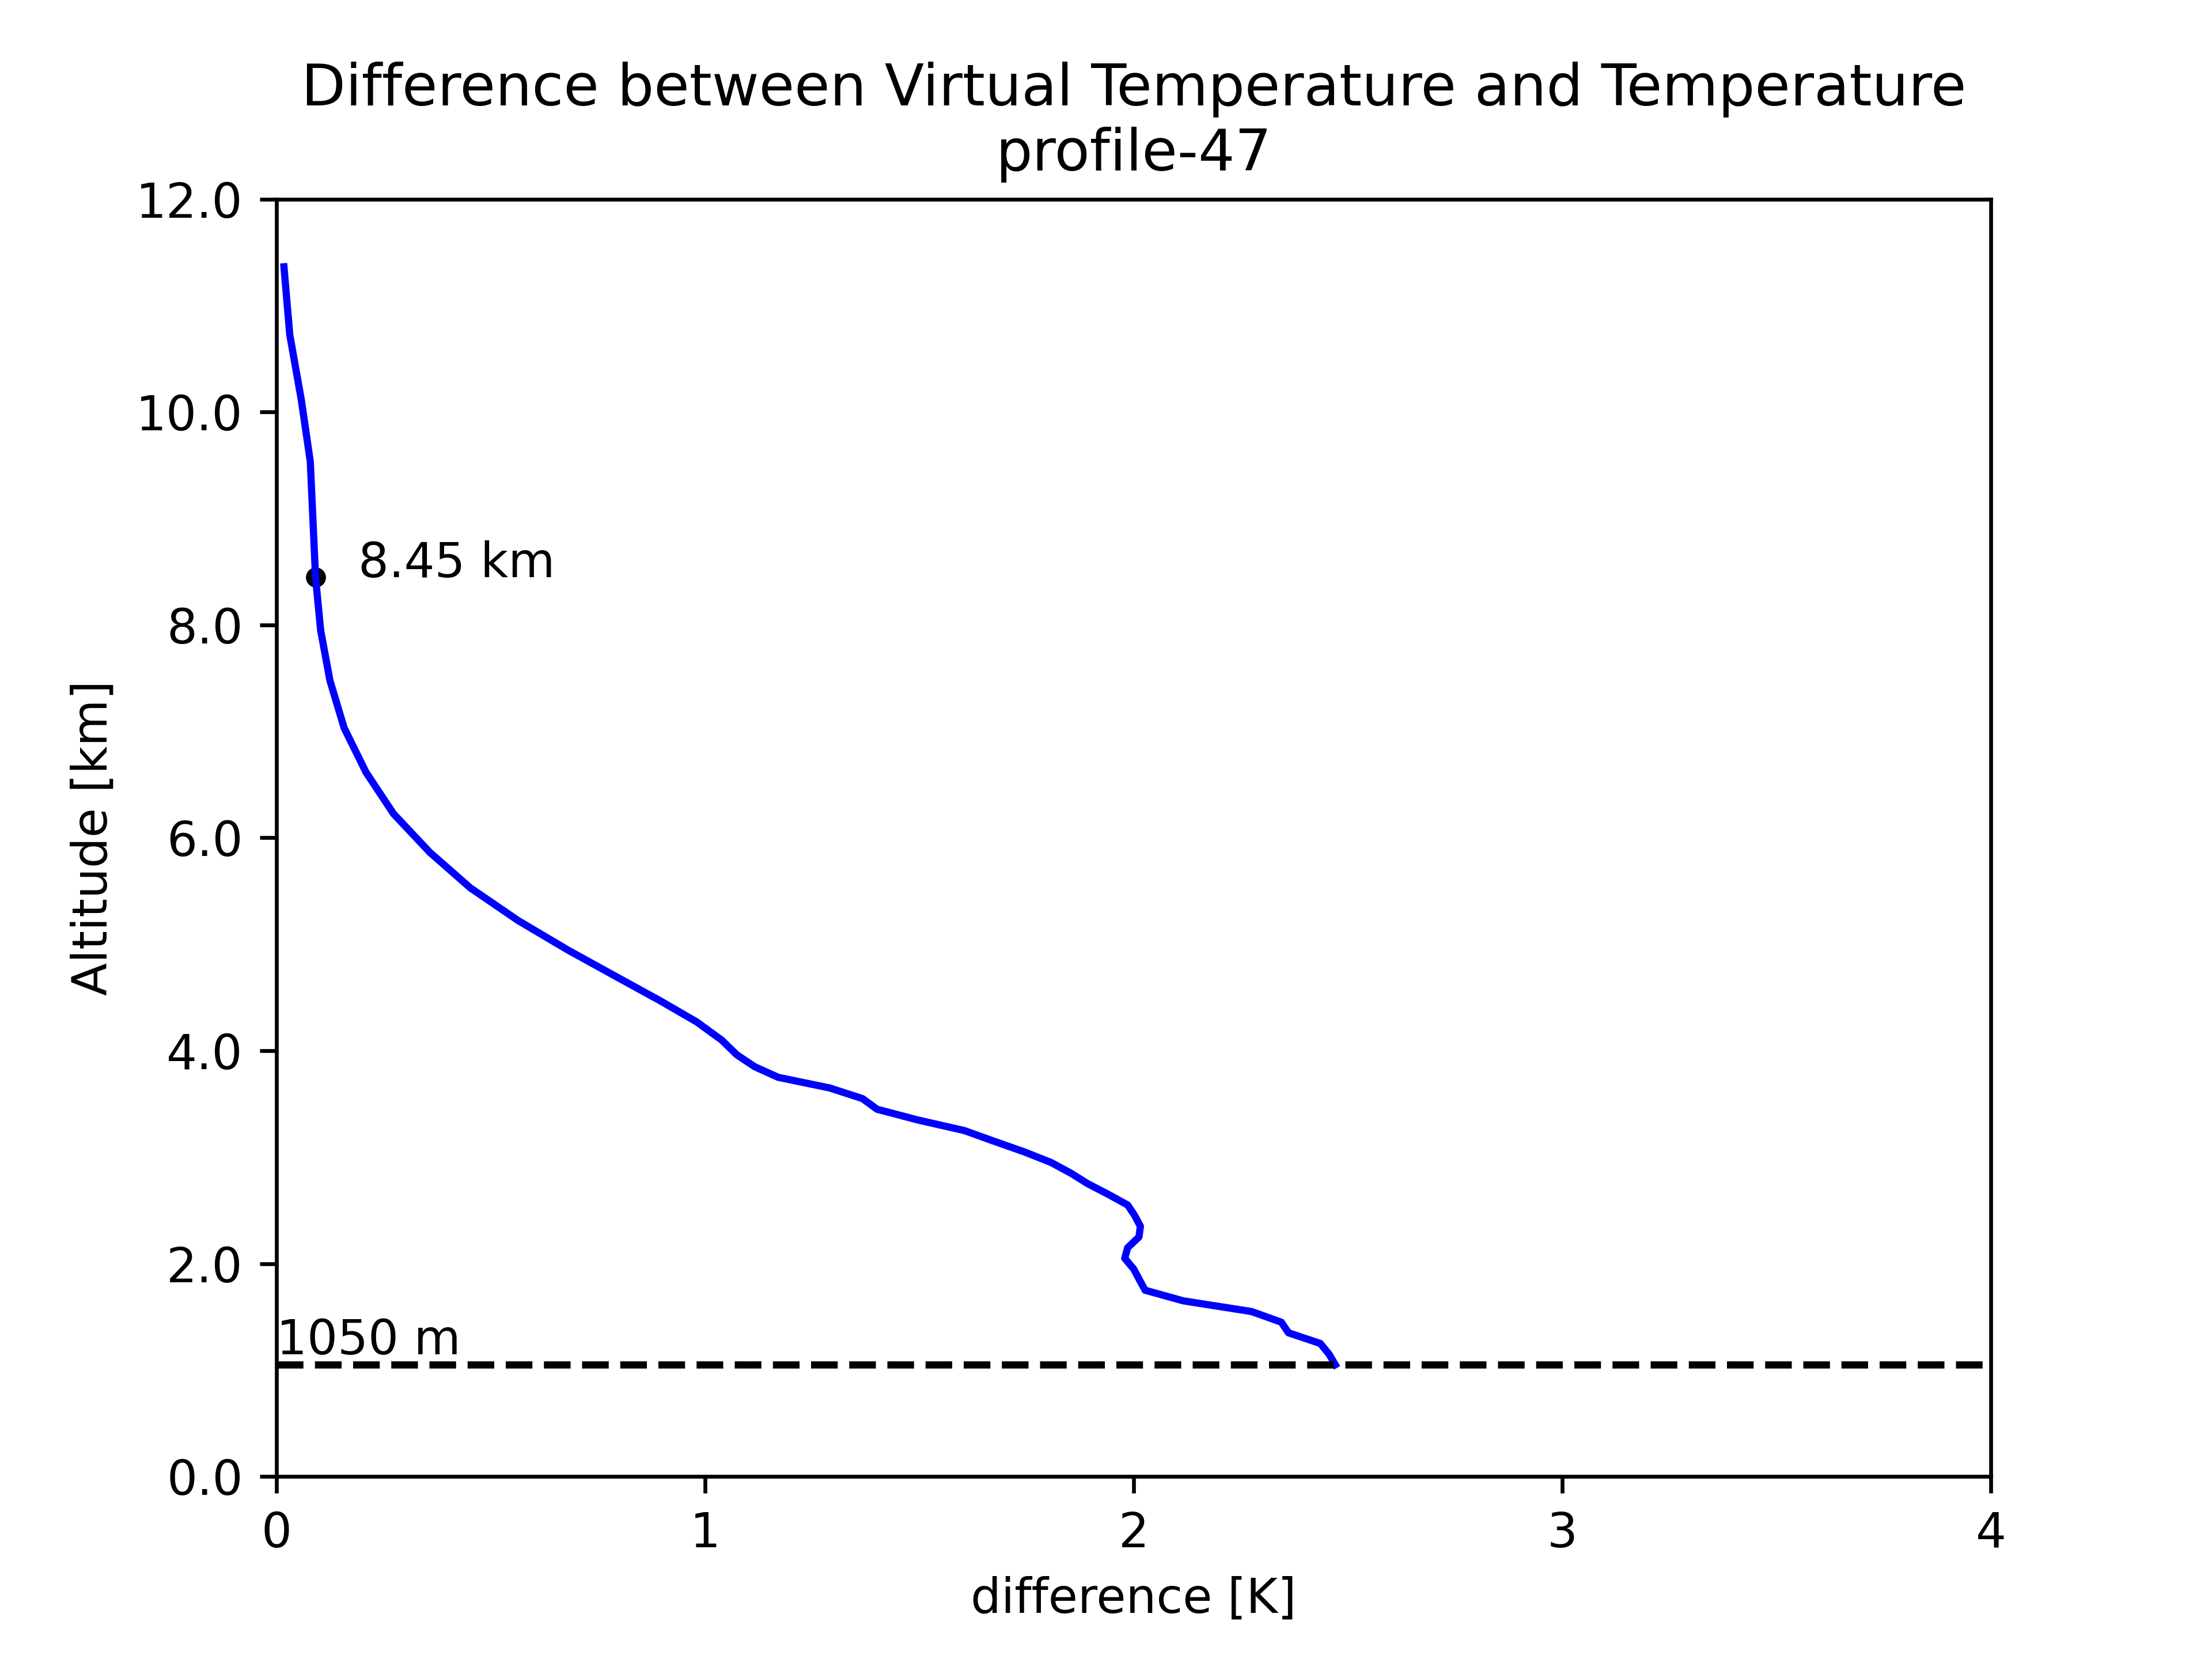 Difference between Virtual Temperature and Temperature
profile-47
12.0
10.0
8.0
6.0
4.0
2.0
0.0
Altitude [km]
8.45 km
1050 m
0 1 2 3 4
difference [K]